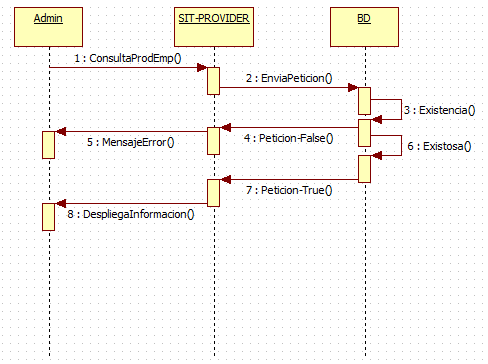 Admin
SIT-PROVIDER
BD
1 : ConsultaProdEmp()
2 : EnviaPeticion()
3 : Existencia()
4 : Peticion-False()
5 : MensajeError()
6 : Existosa()
7 : Peticion-True()
8 : DespliegaInformacion()